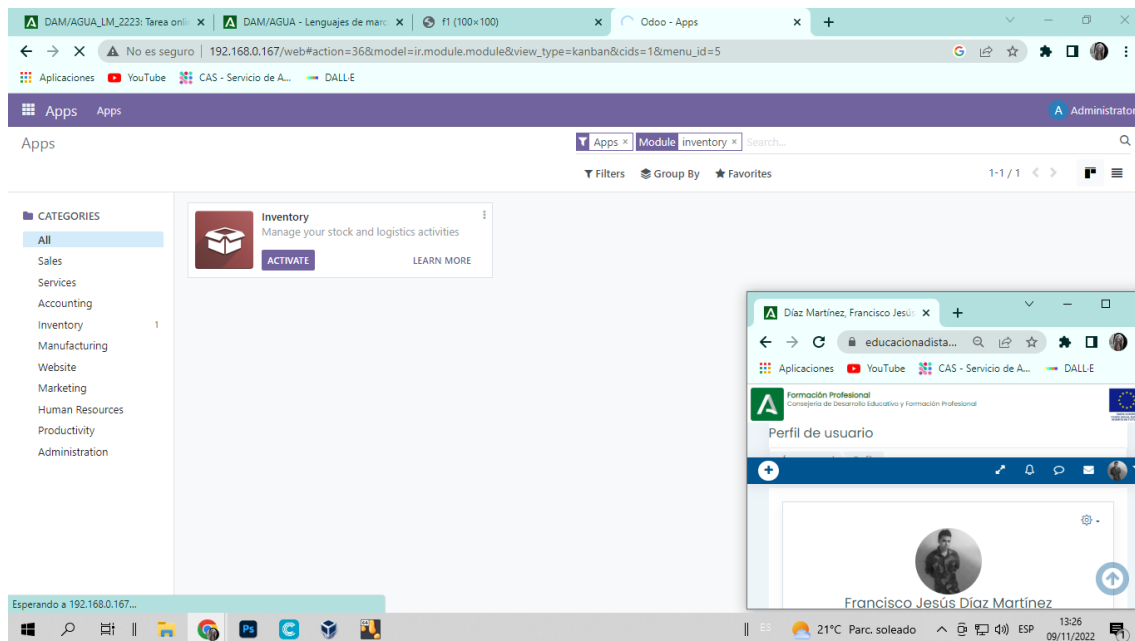 DAM/AGUA_LM_2223: Tarea onlin
DAM/AGUA - Lenguajes de marc
f1 (100×100)
Odoo - Apps
No es seguro | 192.168.0.167/web#action=36&model=ir.module.module&view_type=kanban&cids=1&menu_id=5
Aplicaciones YouTube CAS - Servicio de A... DALL·E
Apps Apps
A Administrator
Apps
Apps × Module inventory × Search...
Filters Group By Favorites 1-1 / 1
CATEGORIES
All
Sales
Services
Accounting
Inventory 1
Manufacturing
Website
Marketing
Human Resources
Productivity
Administration
Inventory
Manage your stock and logistics activities
ACTIVATE LEARN MORE
Díaz Martínez, Francisco Jesús
educacionadista...
Aplicaciones YouTube CAS - Servicio de A... DALL·E
Formación Profesional
Consejería de Desarrollo Educativo y Formación Profesional
Perfil de usuario
Francisco Jesús Díaz Martínez
Esperando a 192.168.0.167...
Ps
ES
21°C Parc. soleado
ESP
13:26
09/11/2022